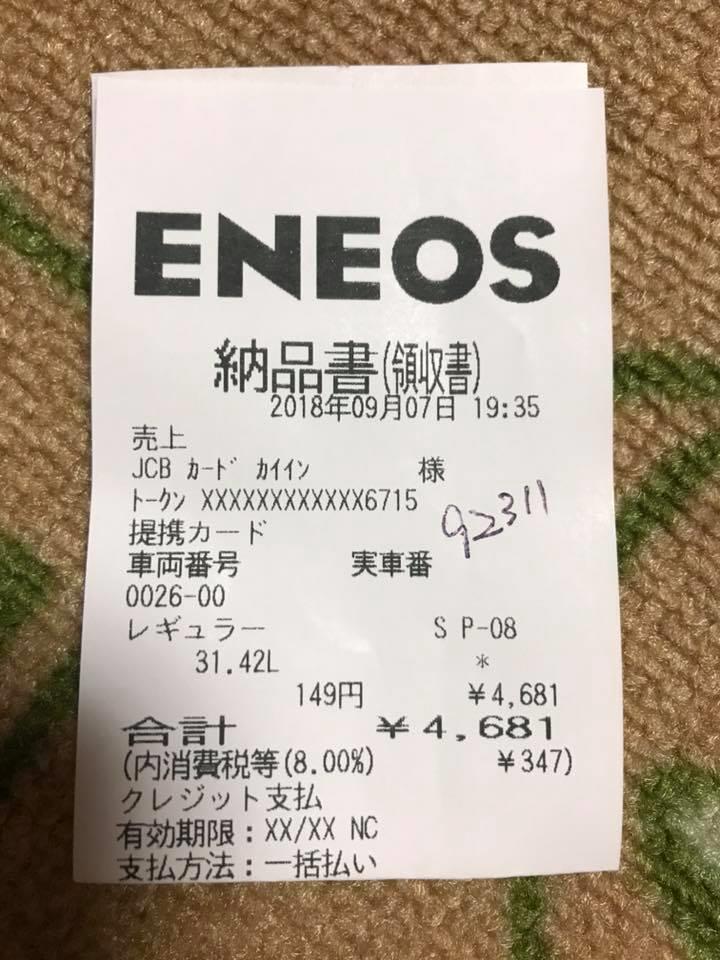 ENEOS
納品書(領収書)
2018年09月07日 19:35
売上
JCB ｶｰﾄﾞ ｶｲｲﾝ 様
ﾄｰｸﾝ XXXXXXXXXXXX6715
92311
提携カード
車両番号 実車番
0026-00
レギュラー S P-08
31.42L *
149円 ¥4,681
合計 ¥4,681
(内消費税等(8.00%) ¥347)
クレジット支払
有効期限：XX/XX NC
支払方法：一括払い